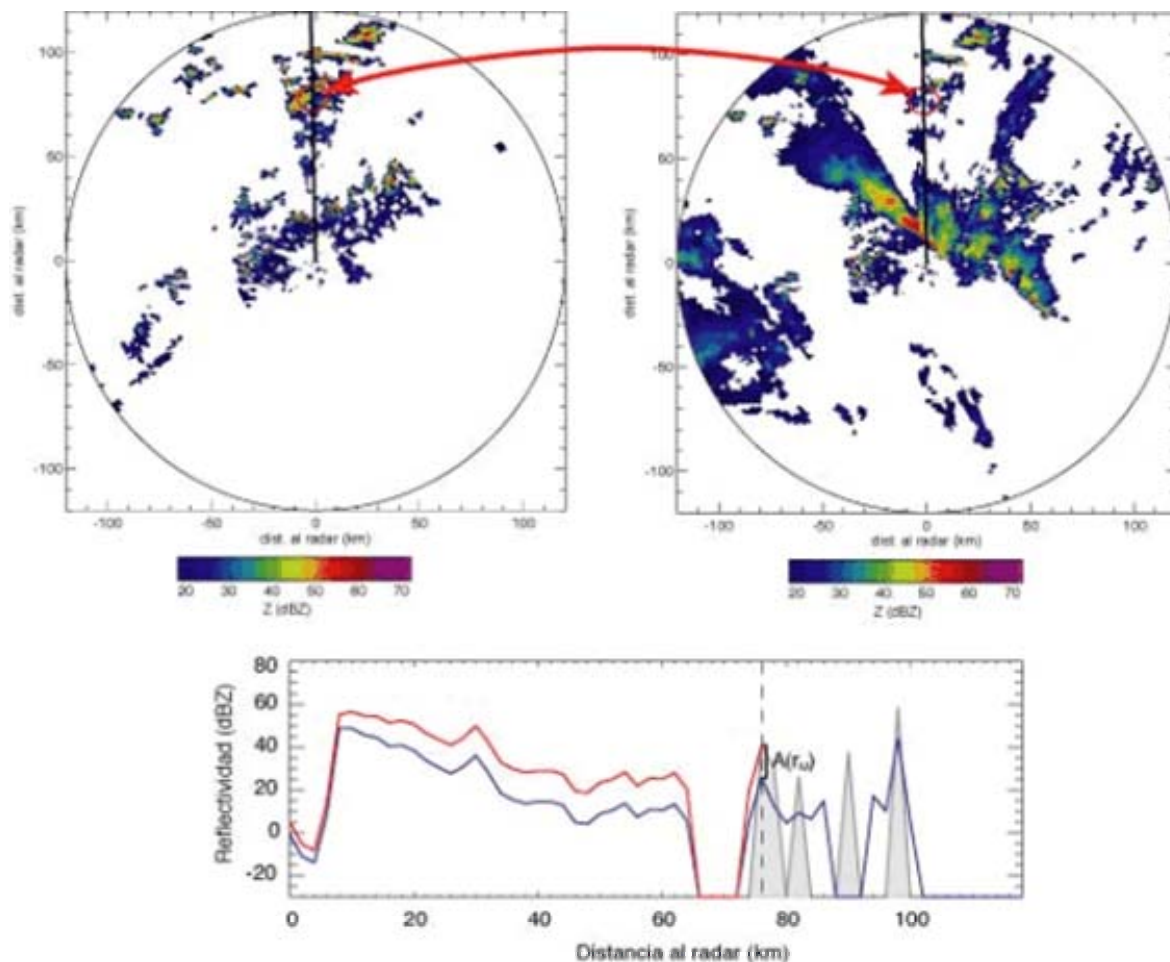 100
50
0
-50
-100
dist. al radar (km)
-100 -50 0 50 100
dist. al radar (km)
20 30 40 50 60 70
Z (dBZ)
100
50
0
-50
-100
dist. al radar (km)
-100 -50 0 50 100
dist. al radar (km)
20 30 40 50 60 70
Z (dBZ)
80
60
40
20
0
-20
Reflectividad (dBZ)
0 20 40 60 80 100
Distancia al radar (km)